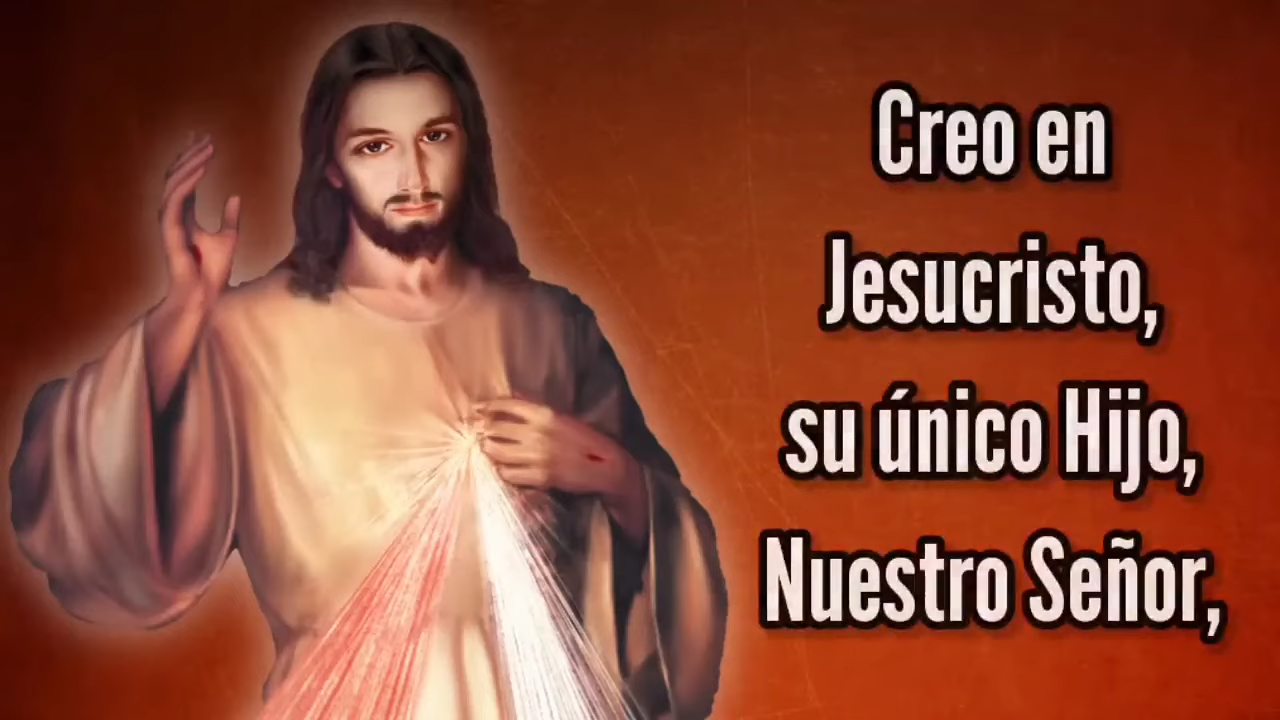 Creo en
Jesucristo,
su único Hijo,
Nuestro Señor,